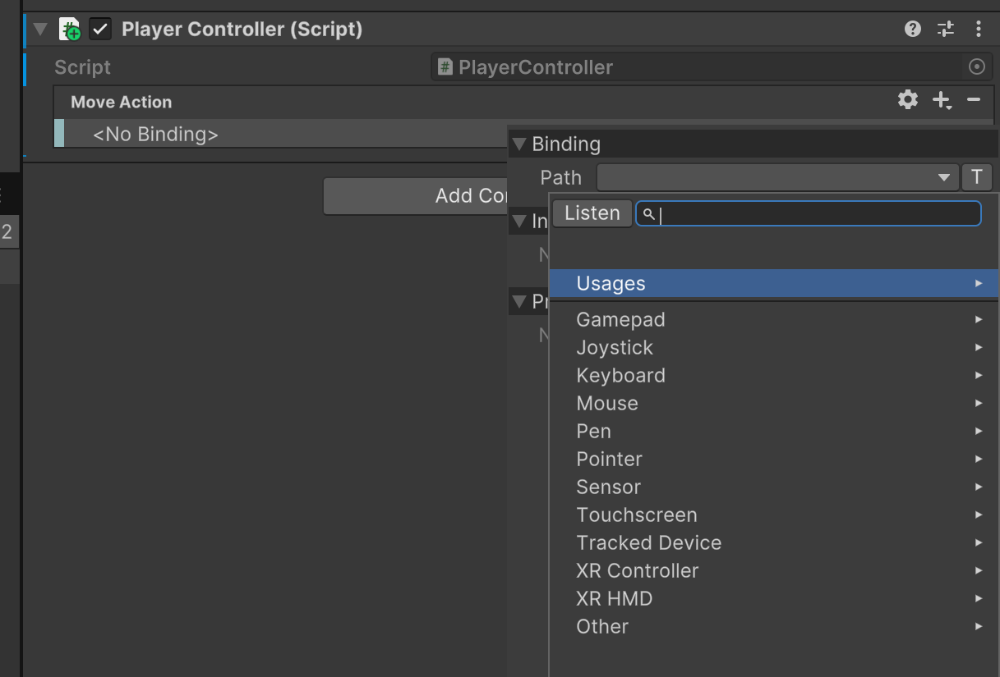 Player Controller (Script)
Script
# PlayerController
Move Action
<No Binding>
Binding
Path
T
Add Co
Listen
In
Pr
2
Usages
Gamepad
Joystick
Keyboard
Mouse
Pen
Pointer
Sensor
Touchscreen
Tracked Device
XR Controller
XR HMD
Other